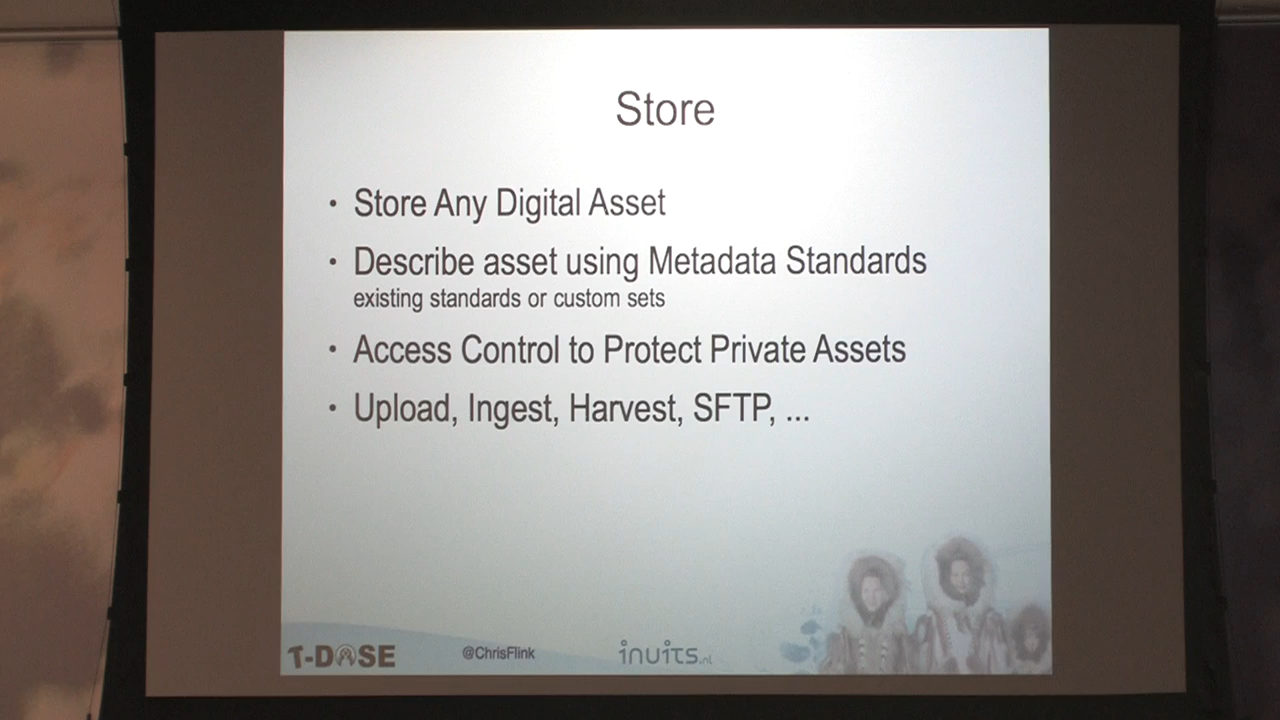 Store
• Store Any Digital Asset
• Describe asset using Metadata Standards
existing standards or custom sets
• Access Control to Protect Private Assets
• Upload, Ingest, Harvest, SFTP, ...
T-DOSE
@ChrisFlink
inuits.nl